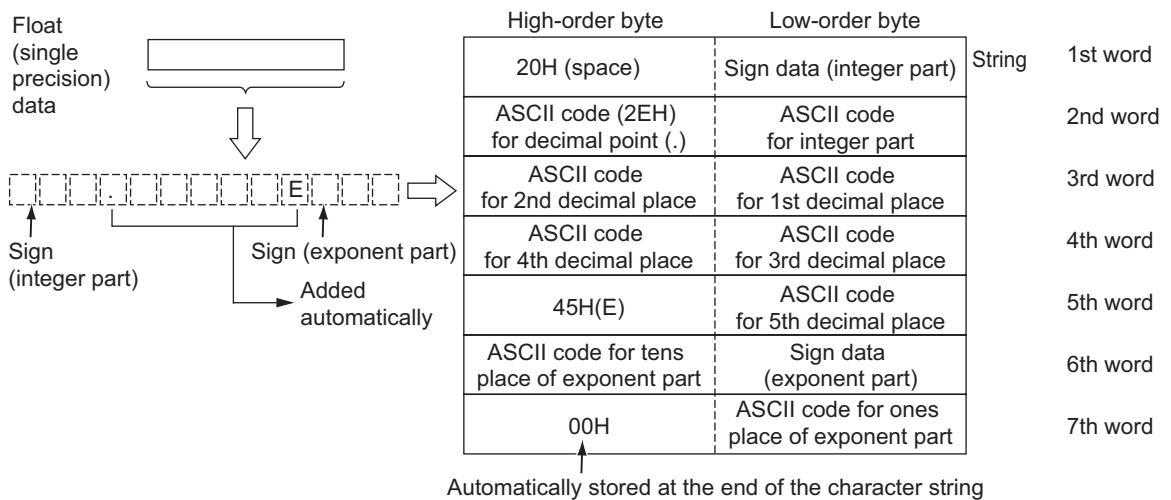 Float
(single
precision)
data
. E
Sign
(integer part)
Sign (exponent part)
Added
automatically
High-order byte
Low-order byte
20H (space)
Sign data (integer part)
String
1st word
ASCII code (2EH)
for decimal point (.)
ASCII code
for integer part
2nd word
ASCII code
for 2nd decimal place
ASCII code
for 1st decimal place
3rd word
ASCII code
for 4th decimal place
ASCII code
for 3rd decimal place
4th word
45H(E)
ASCII code
for 5th decimal place
5th word
ASCII code for tens
place of exponent part
Sign data
(exponent part)
6th word
00H
ASCII code for ones
place of exponent part
7th word
Automatically stored at the end of the character string